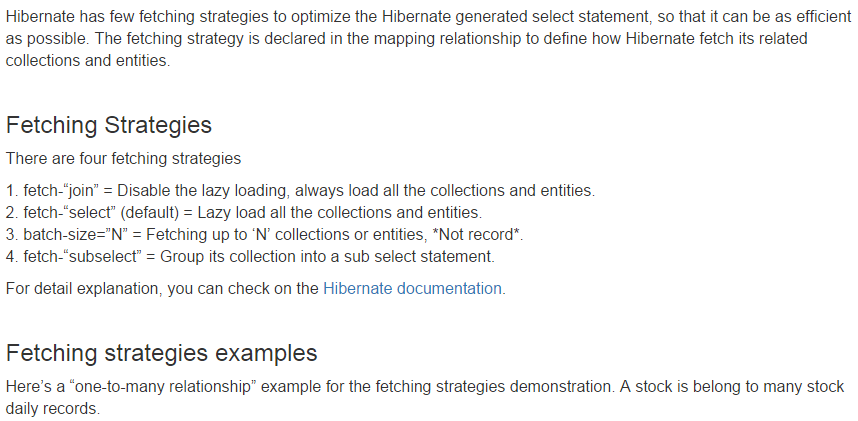 Hibernate has few fetching strategies to optimize the Hibernate generated select statement, so that it can be as efficient
as possible. The fetching strategy is declared in the mapping relationship to define how Hibernate fetch its related
collections and entities.
Fetching Strategies
There are four fetching strategies
1. fetch-“join” = Disable the lazy loading, always load all the collections and entities.
2. fetch-“select” (default) = Lazy load all the collections and entities.
3. batch-size=”N” = Fetching up to ‘N’ collections or entities, *Not record*.
4. fetch-“subselect” = Group its collection into a sub select statement.
For detail explanation, you can check on the Hibernate documentation.
Fetching strategies examples
Here’s a “one-to-many relationship” example for the fetching strategies demonstration. A stock is belong to many stock
daily records.